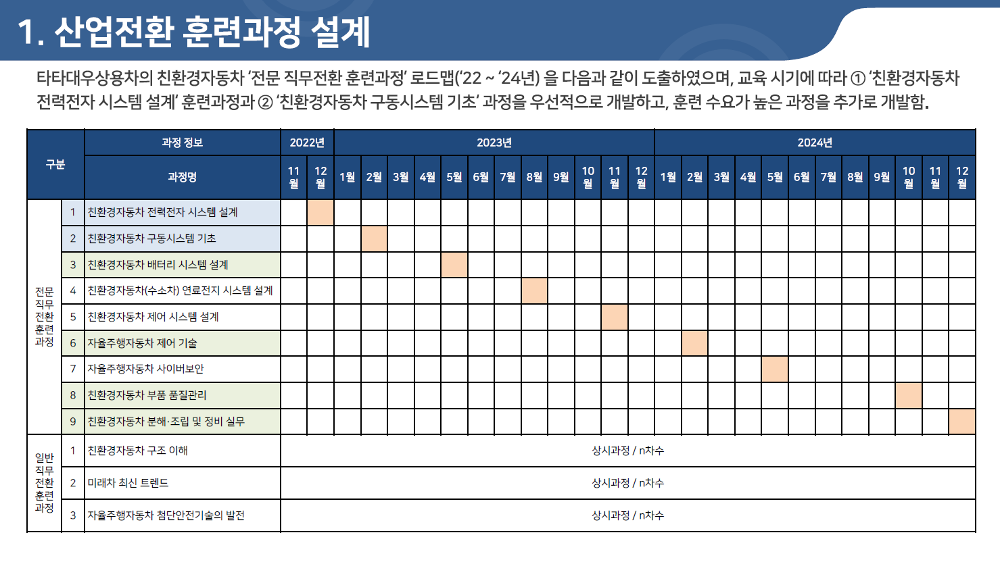 1. 산업전환 훈련과정 설계
타타대우상용차의 친환경자동차 ‘전문 직무전환 훈련과정’ 로드맵(‘22 ~ ‘24년) 을 다음과 같이 도출하였으며, 교육 시기에 따라 ① ‘친환경자동차
전력전자 시스템 설계‘ 훈련과정과 ② ‘친환경자동차 구동시스템 기초‘ 과정을 우선적으로 개발하고, 훈련 수요가 높은 과정을 추가로 개발함.
구분 과정 정보 2022년 2023년 2024년
과정명 11월 12월 1월 2월 3월 4월 5월 6월 7월 8월 9월 10월 11월 12월 1월 2월 3월 4월 5월 6월 7월 8월 9월 10월 11월 12월
전문
직무
전환
훈련
과정
1 친환경자동차 전력전자 시스템 설계
2 친환경자동차 구동시스템 기초
3 친환경자동차 배터리 시스템 설계
4 친환경자동차(수소차) 연료전지 시스템 설계
5 친환경자동차 제어 시스템 설계
6 자율주행자동차 제어 기술
7 자율주행자동차 사이버보안
8 친환경자동차 부품 품질관리
9 친환경자동차 분해·조립 및 정비 실무
일반
직무
전환
훈련
과정
1 친환경자동차 구조 이해 상시과정 / n차수
2 미래차 최신 트렌드 상시과정 / n차수
3 자율주행자동차 첨단안전기술의 발전 상시과정 / n차수